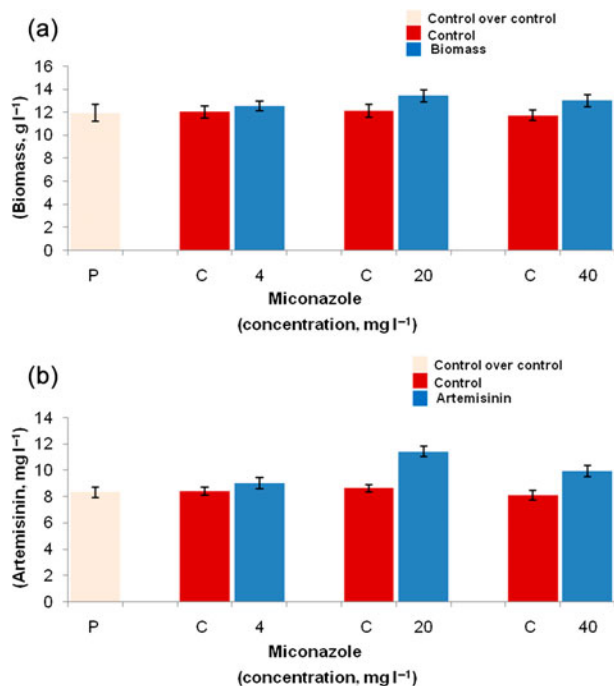 (a)
Control over control
Control
Biomass
(Biomass, g l⁻¹)
16
14
12
10
8
6
4
2
0
P C 4 C 20 C 40
Miconazole
(concentration, mg l⁻¹)
(b)
Control over control
Control
Artemisinin
(Artemisinin, mg l⁻¹)
14
12
10
8
6
4
2
0
P C 4 C 20 C 40
Miconazole
(concentration, mg l⁻¹)